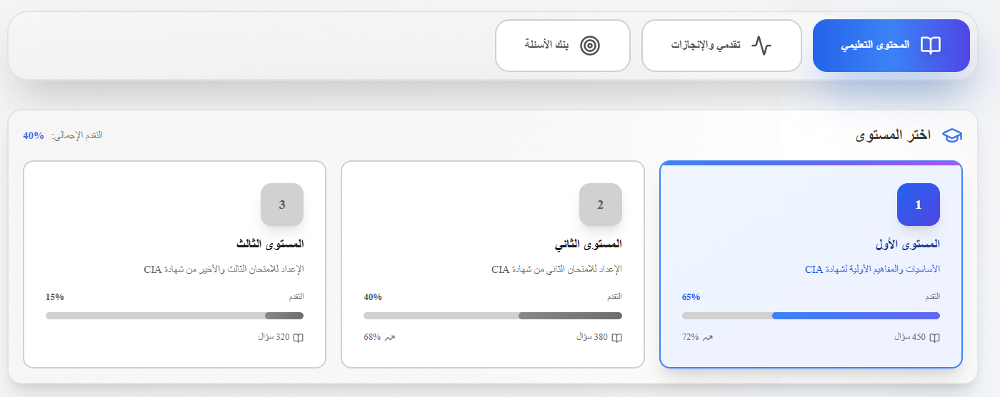 المحتوى التعليمي
تقدمي والإنجازات
بنك الأسئلة
اختر المستوى
التقدم الإجمالي: 40%
1
المستوى الأول
الأساسيات والمفاهيم الأولية لشهادة CIA
التقدم 65%
450 سؤال 72%
2
المستوى الثاني
الإعداد للامتحان الثاني من شهادة CIA
التقدم 40%
380 سؤال 68%
3
المستوى الثالث
الإعداد للامتحان الثالث والأخير من شهادة CIA
التقدم 15%
320 سؤال